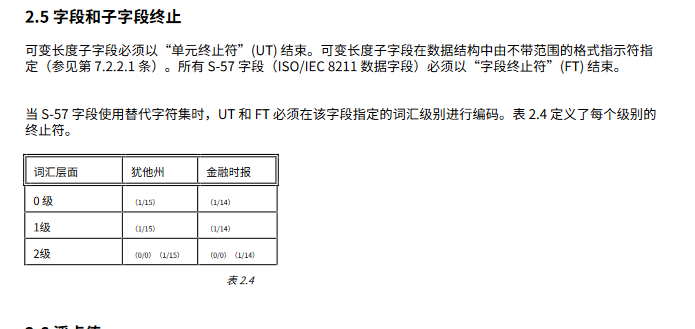 2.5 字段和子字段终止
可变长度子字段必须以“单元终止符”(UT) 结束。可变长度子字段在数据结构中由不带范围的格式指示符指
定（参见第 7.2.2.1 条）。所有 S-57 字段（ISO/IEC 8211 数据字段）必须以“字段终止符”(FT) 结束。
当 S-57 字段使用替代字符集时，UT 和 FT 必须在该字段指定的词汇级别进行编码。表 2.4 定义了每个级别的
终止符。
词汇层面 犹他州 金融时报
0 级 （1/15） （1/14）
1级 （1/15） （1/14）
2级 （0/0）（1/15） （0/0）（1/14）
表 2.4